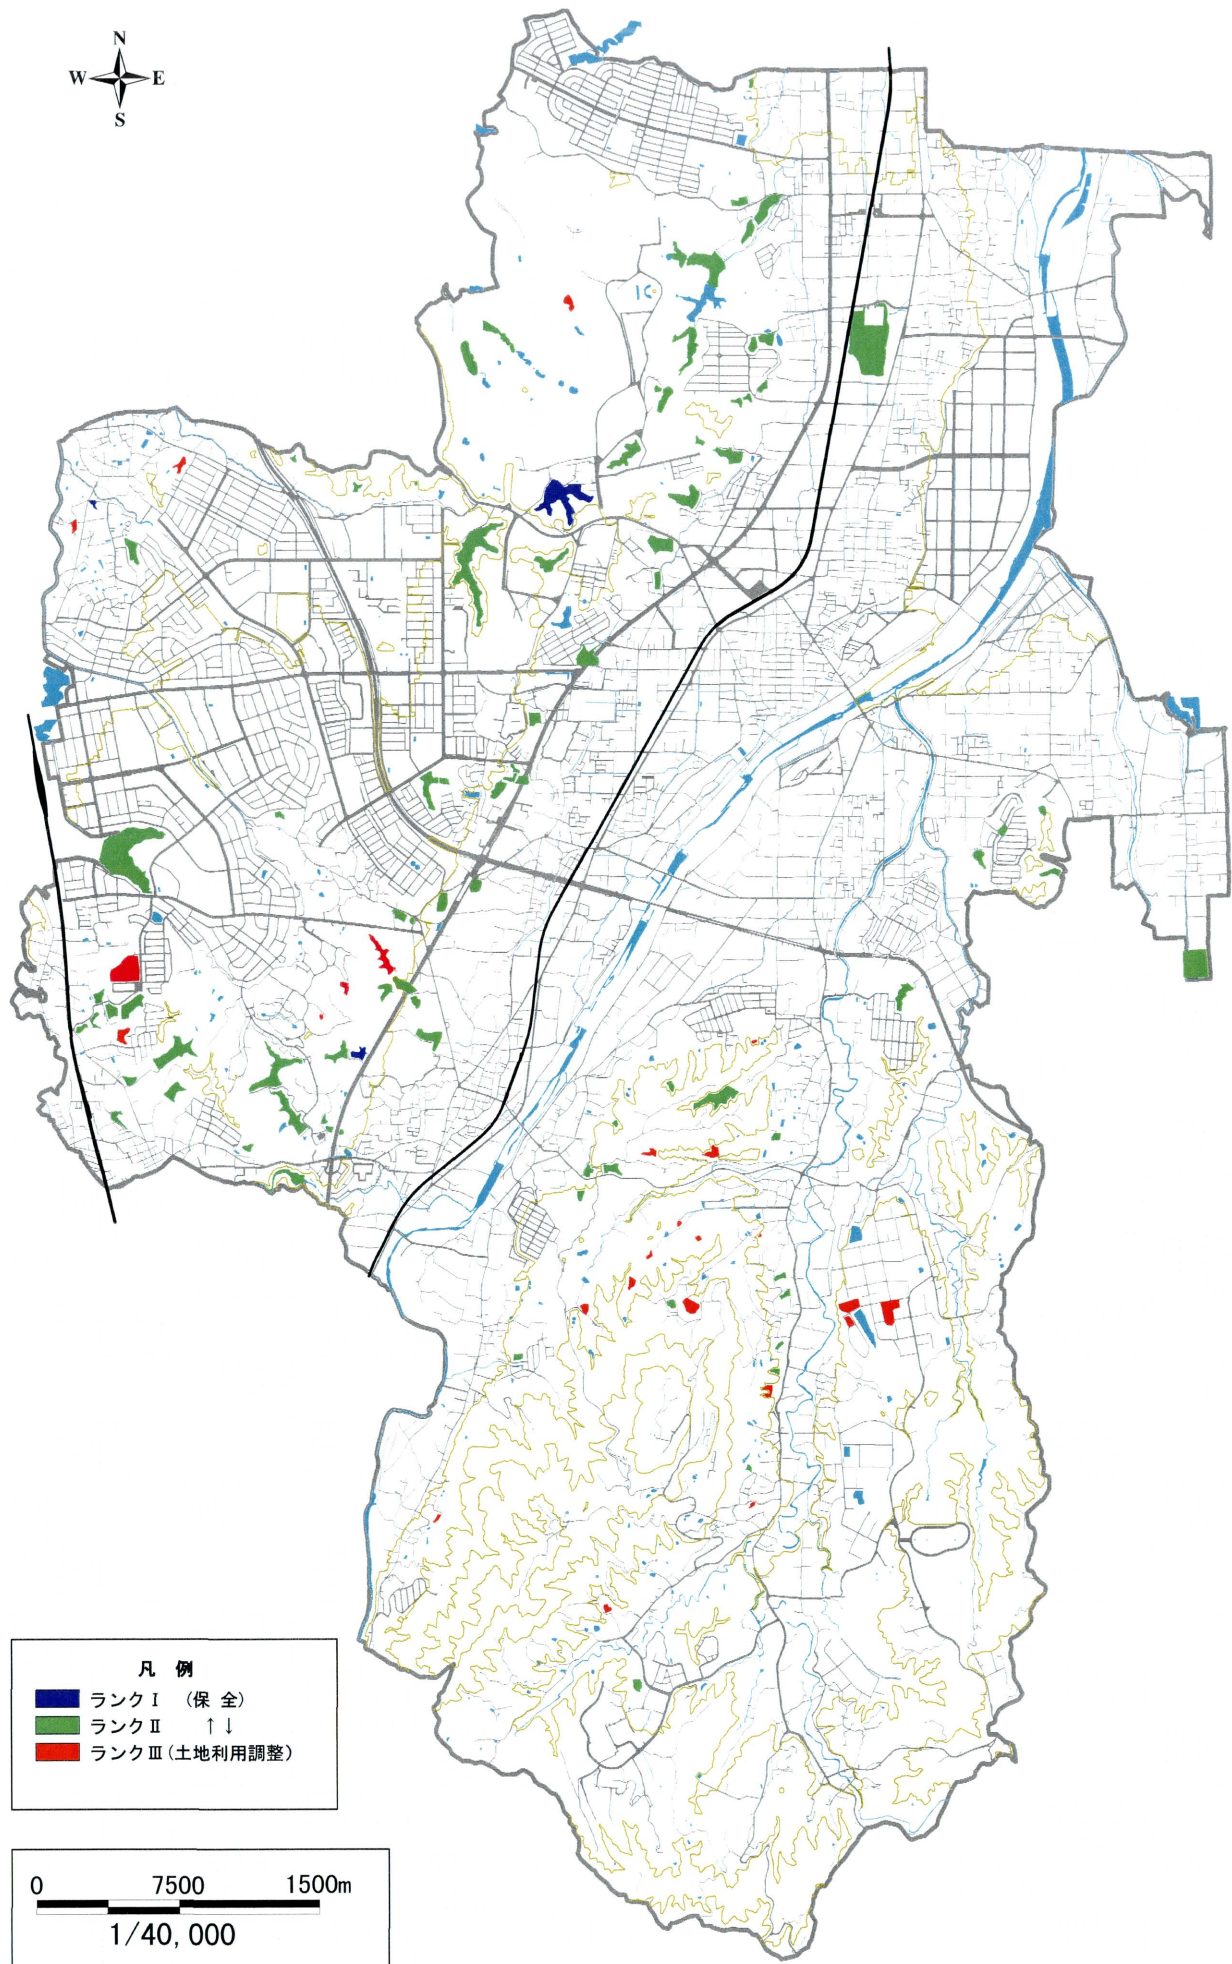 N
W E
S
IC
凡 例
ランクⅠ (保 全)
ランクⅡ ↑↓
ランクⅢ(土地利用調整)
0 7500 1500m
1/40,000